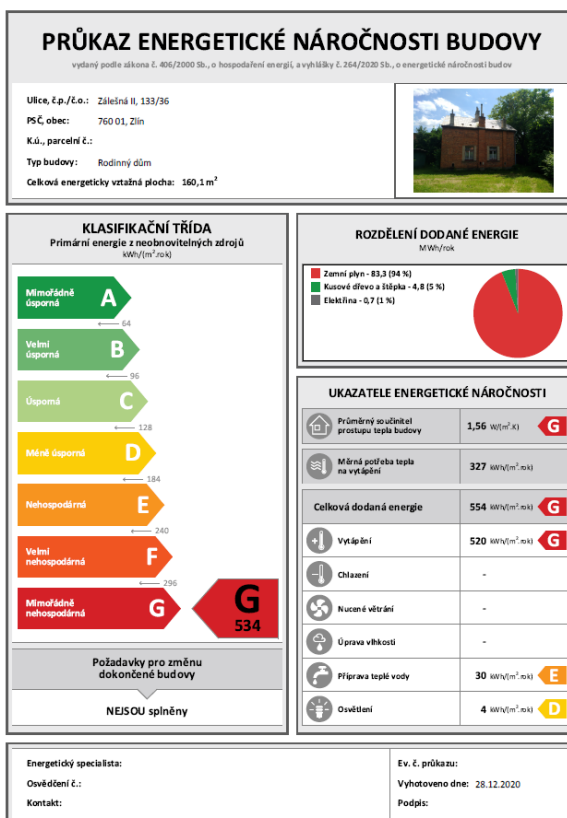 PRŮKAZ ENERGETICKÉ NÁROČNOSTI BUDOVY
vydaný podle zákona č. 406/2000 Sb., o hospodaření energií, a vyhlášky č. 264/2020 Sb., o energetické náročnosti budov
Ulice, č.p./č.o.: Zálešná II, 133/36
PSČ, obec: 760 01, Zlín
K.ú., parcelní č.:
Typ budovy: Rodinný dům
Celková energeticky vztažná plocha: 160,1 m²
KLASIFIKAČNÍ TŘÍDA
Primární energie z neobnovitelných zdrojů
kWh/(m².rok)
Mimořádně úsporná A
64
Velmi úsporná B
96
Úsporná C
128
Méně úsporná D
184
Nehospodárná E
240
Velmi nehospodárná F
296
Mimořádně nehospodárná G
G
534
Požadavky pro změnu
dokončené budovy
NEJSOU splněny
ROZDĚLENÍ DODANÉ ENERGIE
MWh/rok
Zemní plyn - 83,3 (94 %)
Kusové dřevo a štěpka - 4,8 (5 %)
Elektřina - 0,7 (1 %)
UKAZATELE ENERGETICKÉ NÁROČNOSTI
Průměrný součinitel prostupu tepla budovy 1,56 W/(m².K) G
Měrná potřeba tepla na vytápění 327 kWh/(m².rok)
Celková dodaná energie 554 kWh/(m².rok) G
Vytápění 520 kWh/(m².rok) G
Chlazení -
Nucené větrání -
Úprava vlhkosti -
Příprava teplé vody 30 kWh/(m².rok) E
Osvětlení 4 kWh/(m².rok) D
Energetický specialista:
Osvědčení č.:
Kontakt:
Ev. č. průkazu:
Vyhotoveno dne: 28.12.2020
Podpis: